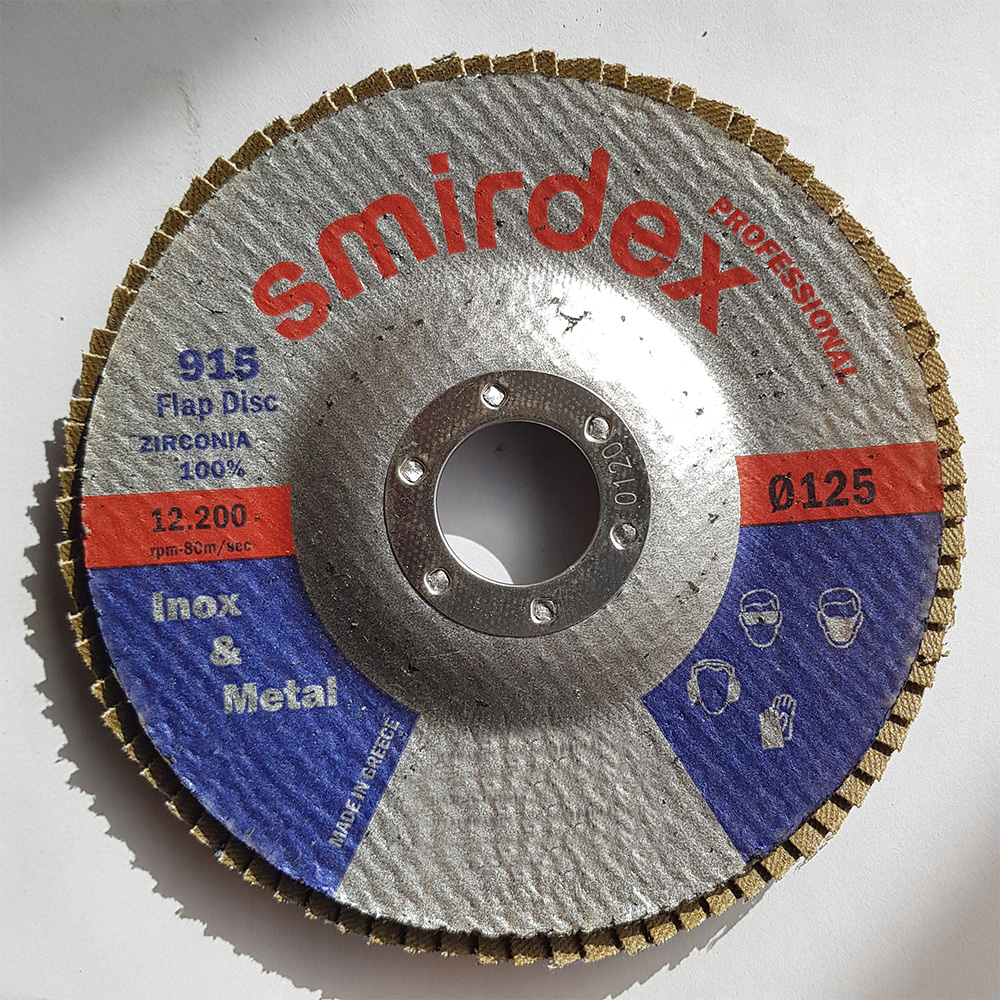 smirdex
PROFESSIONAL
915
Flap Disc
ZIRCONIA
100%
12.200
rpm-80m/sec
Ø125
0120
Inox
&
Metal
MADE IN GREECE